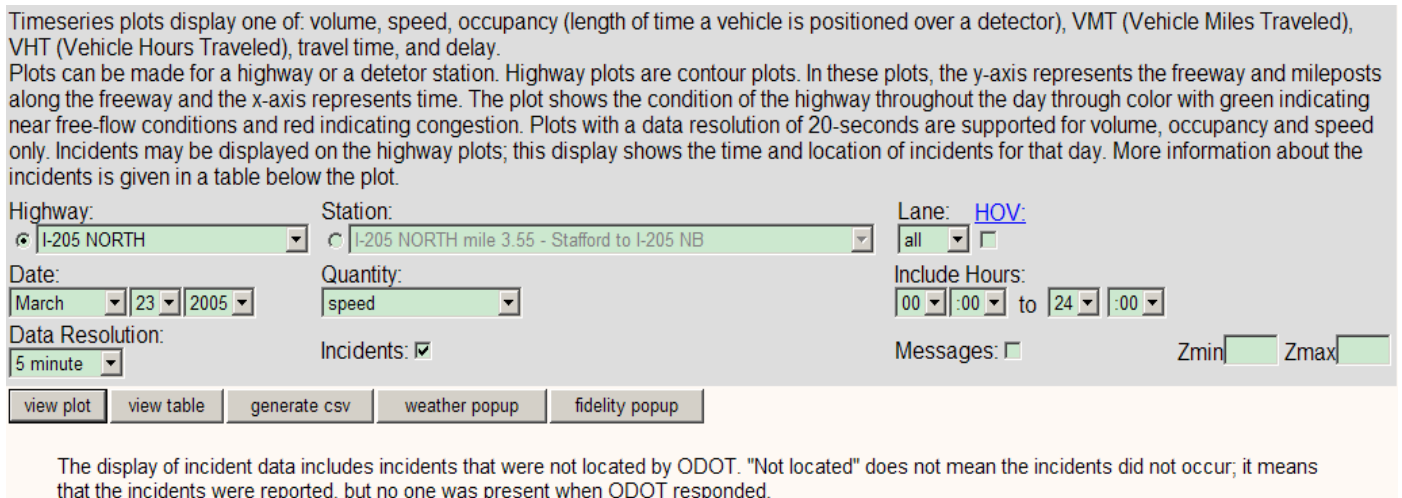 Timeseries plots display one of: volume, speed, occupancy (length of time a vehicle is positioned over a detector), VMT (Vehicle Miles Traveled),
VHT (Vehicle Hours Traveled), travel time, and delay.
Plots can be made for a highway or a detetor station. Highway plots are contour plots. In these plots, the y-axis represents the freeway and mileposts
along the freeway and the x-axis represents time. The plot shows the condition of the highway throughout the day through color with green indicating
near free-flow conditions and red indicating congestion. Plots with a data resolution of 20-seconds are supported for volume, occupancy and speed
only. Incidents may be displayed on the highway plots; this display shows the time and location of incidents for that day. More information about the
incidents is given in a table below the plot.
Highway: Station: Lane: HOV:
I-205 NORTH I-205 NORTH mile 3.55 - Stafford to I-205 NB all
Date: Quantity: Include Hours:
March 23 2005 speed 00 :00 to 24 :00
Data Resolution:
5 minute Incidents: Messages: Zmin Zmax
view plot view table generate csv weather popup fidelity popup
The display of incident data includes incidents that were not located by ODOT. "Not located" does not mean the incidents did not occur; it means
that the incidents were reported, but no one was present when ODOT responded.